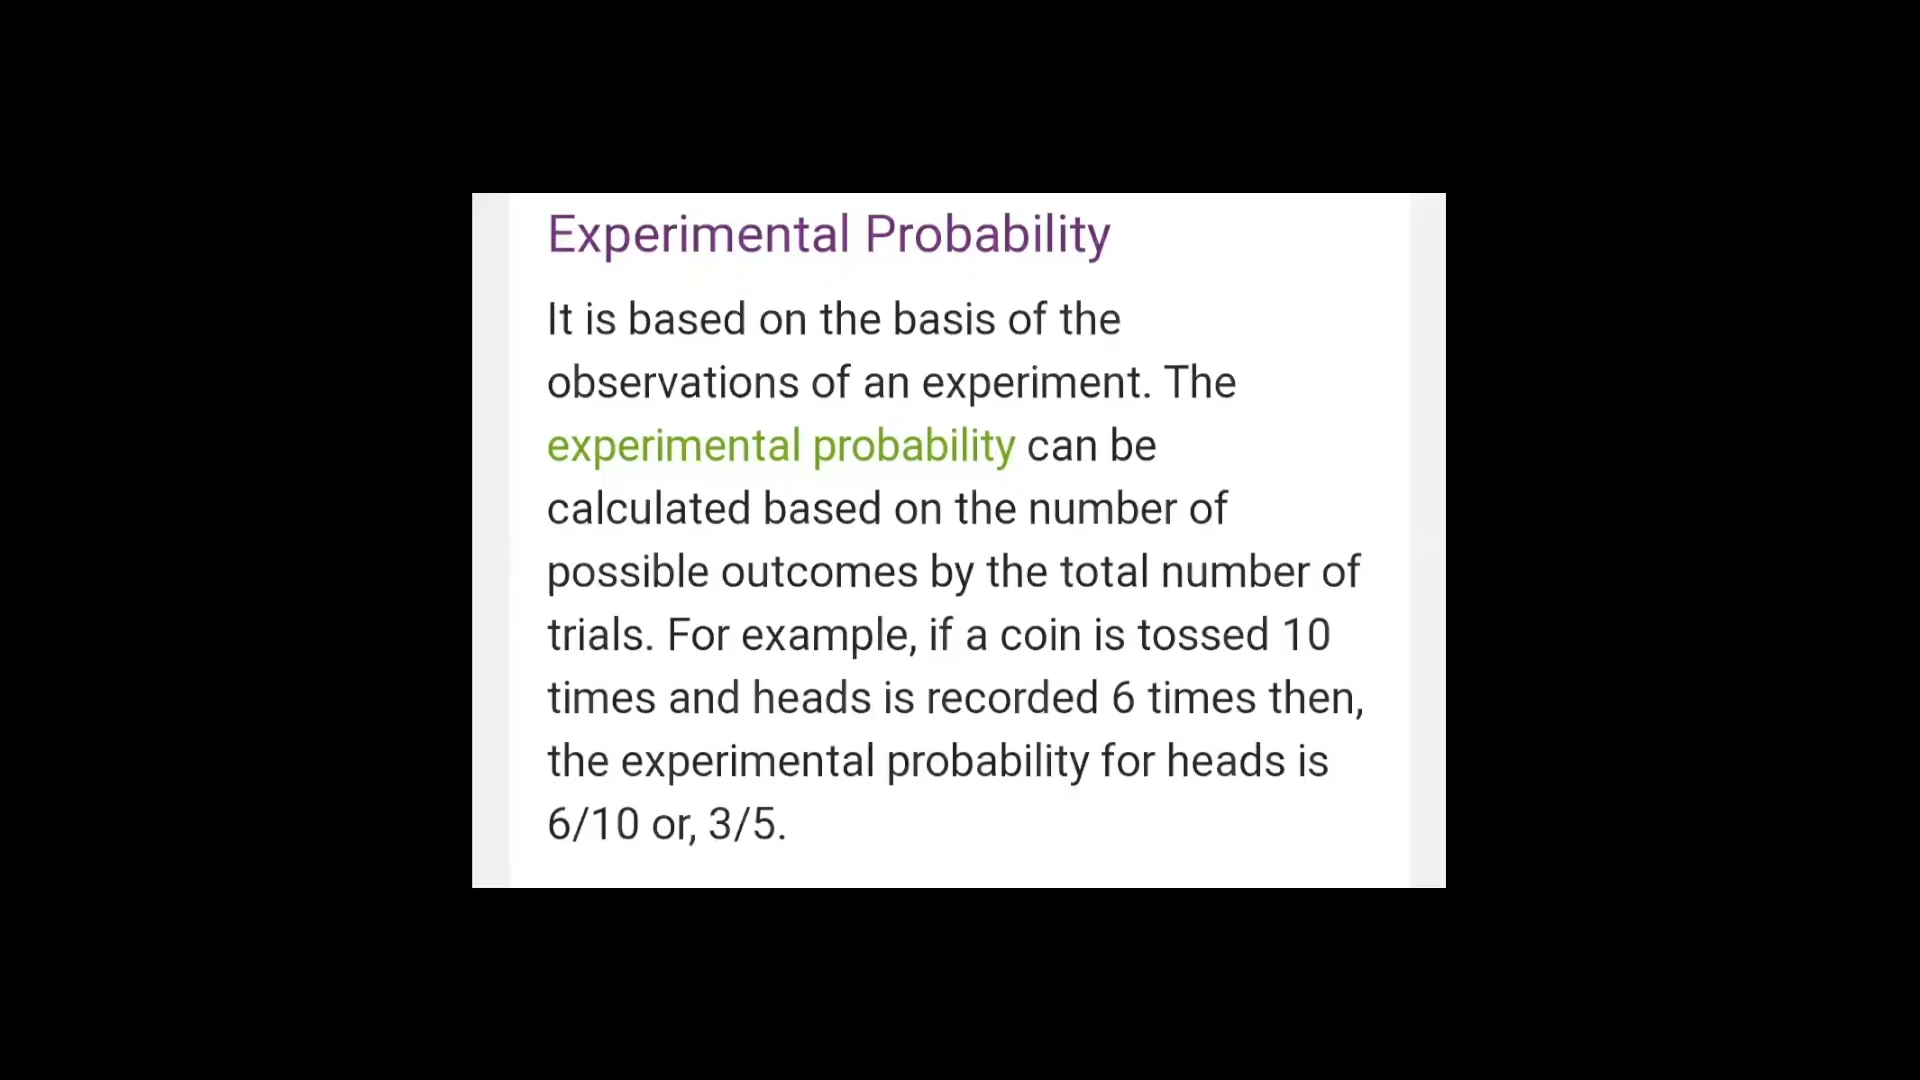 Experimental Probability
It is based on the basis of the
observations of an experiment. The
experimental probability can be
calculated based on the number of
possible outcomes by the total number of
trials. For example, if a coin is tossed 10
times and heads is recorded 6 times then,
the experimental probability for heads is
6/10 or, 3/5.